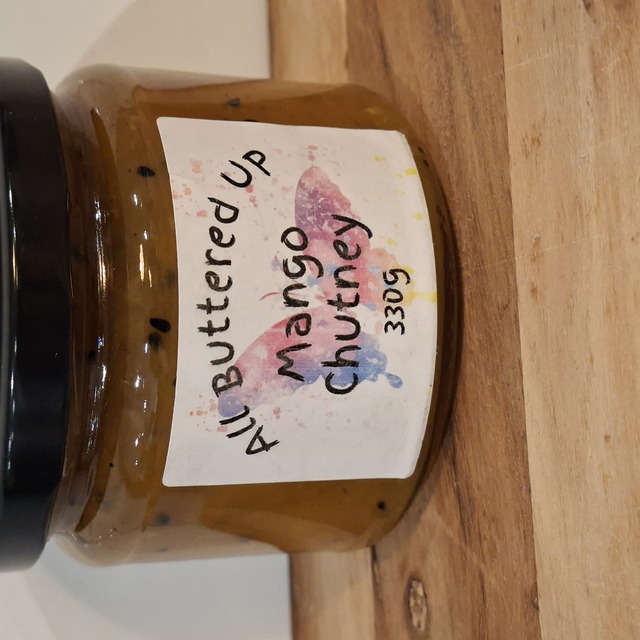 All Buttered Up
Mango
Chutney
330g